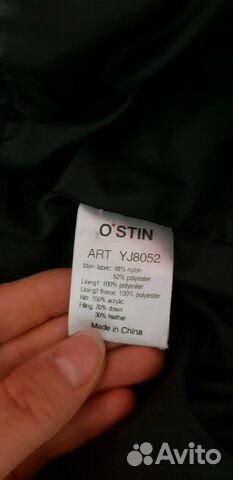 O'STIN
ART YJ8052
Main fabric: 48% nylon
52% polyester
Lining1: 100% polyester
Lining2 fleece: 100% polyester
Rib: 100% acrylic
Filling: 70% down
30% feather
Made in China
Avito